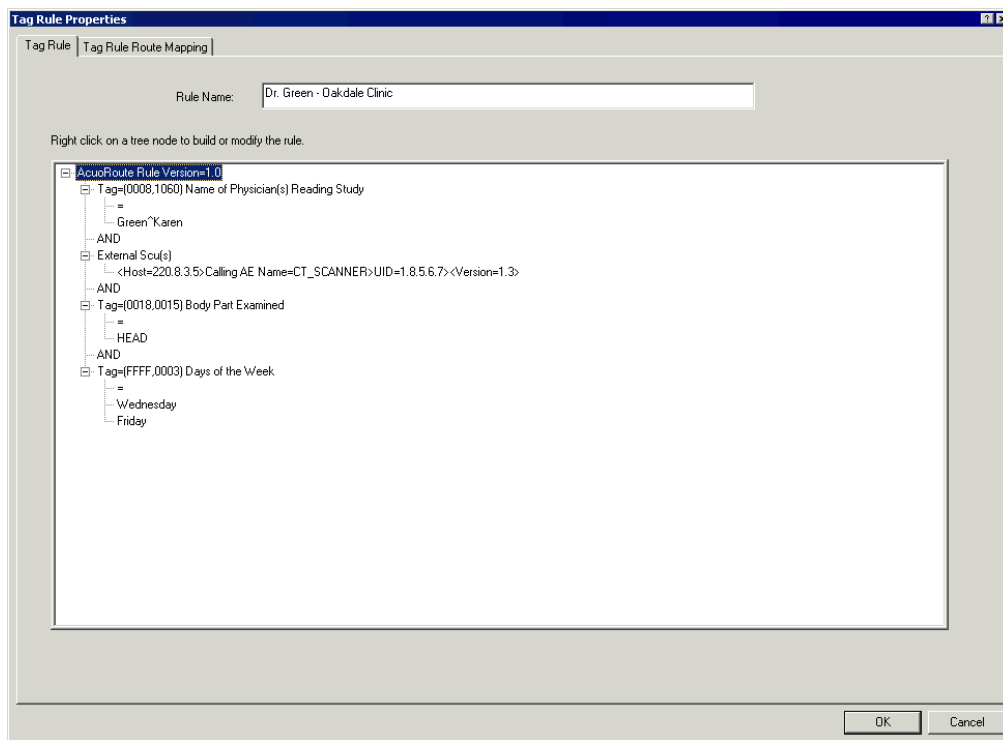 Tag Rule Properties
Tag Rule
Tag Rule Route Mapping
Rule Name:
Dr. Green - Oakdale Clinic
Right click on a tree node to build or modify the rule.
AcuoRoute Rule Version=1.0
Tag=(0008,1060) Name of Physician(s) Reading Study
=
Green^Karen
AND
External Scu(s)
<Host=220.8.3.5>Calling AE Name=CT_SCANNER>UID=1.8.5.6.7><Version=1.3>
AND
Tag=(0018,0015) Body Part Examined
=
HEAD
AND
Tag=(FFFF,0003) Days of the Week
=
Wednesday
Friday
OK
Cancel